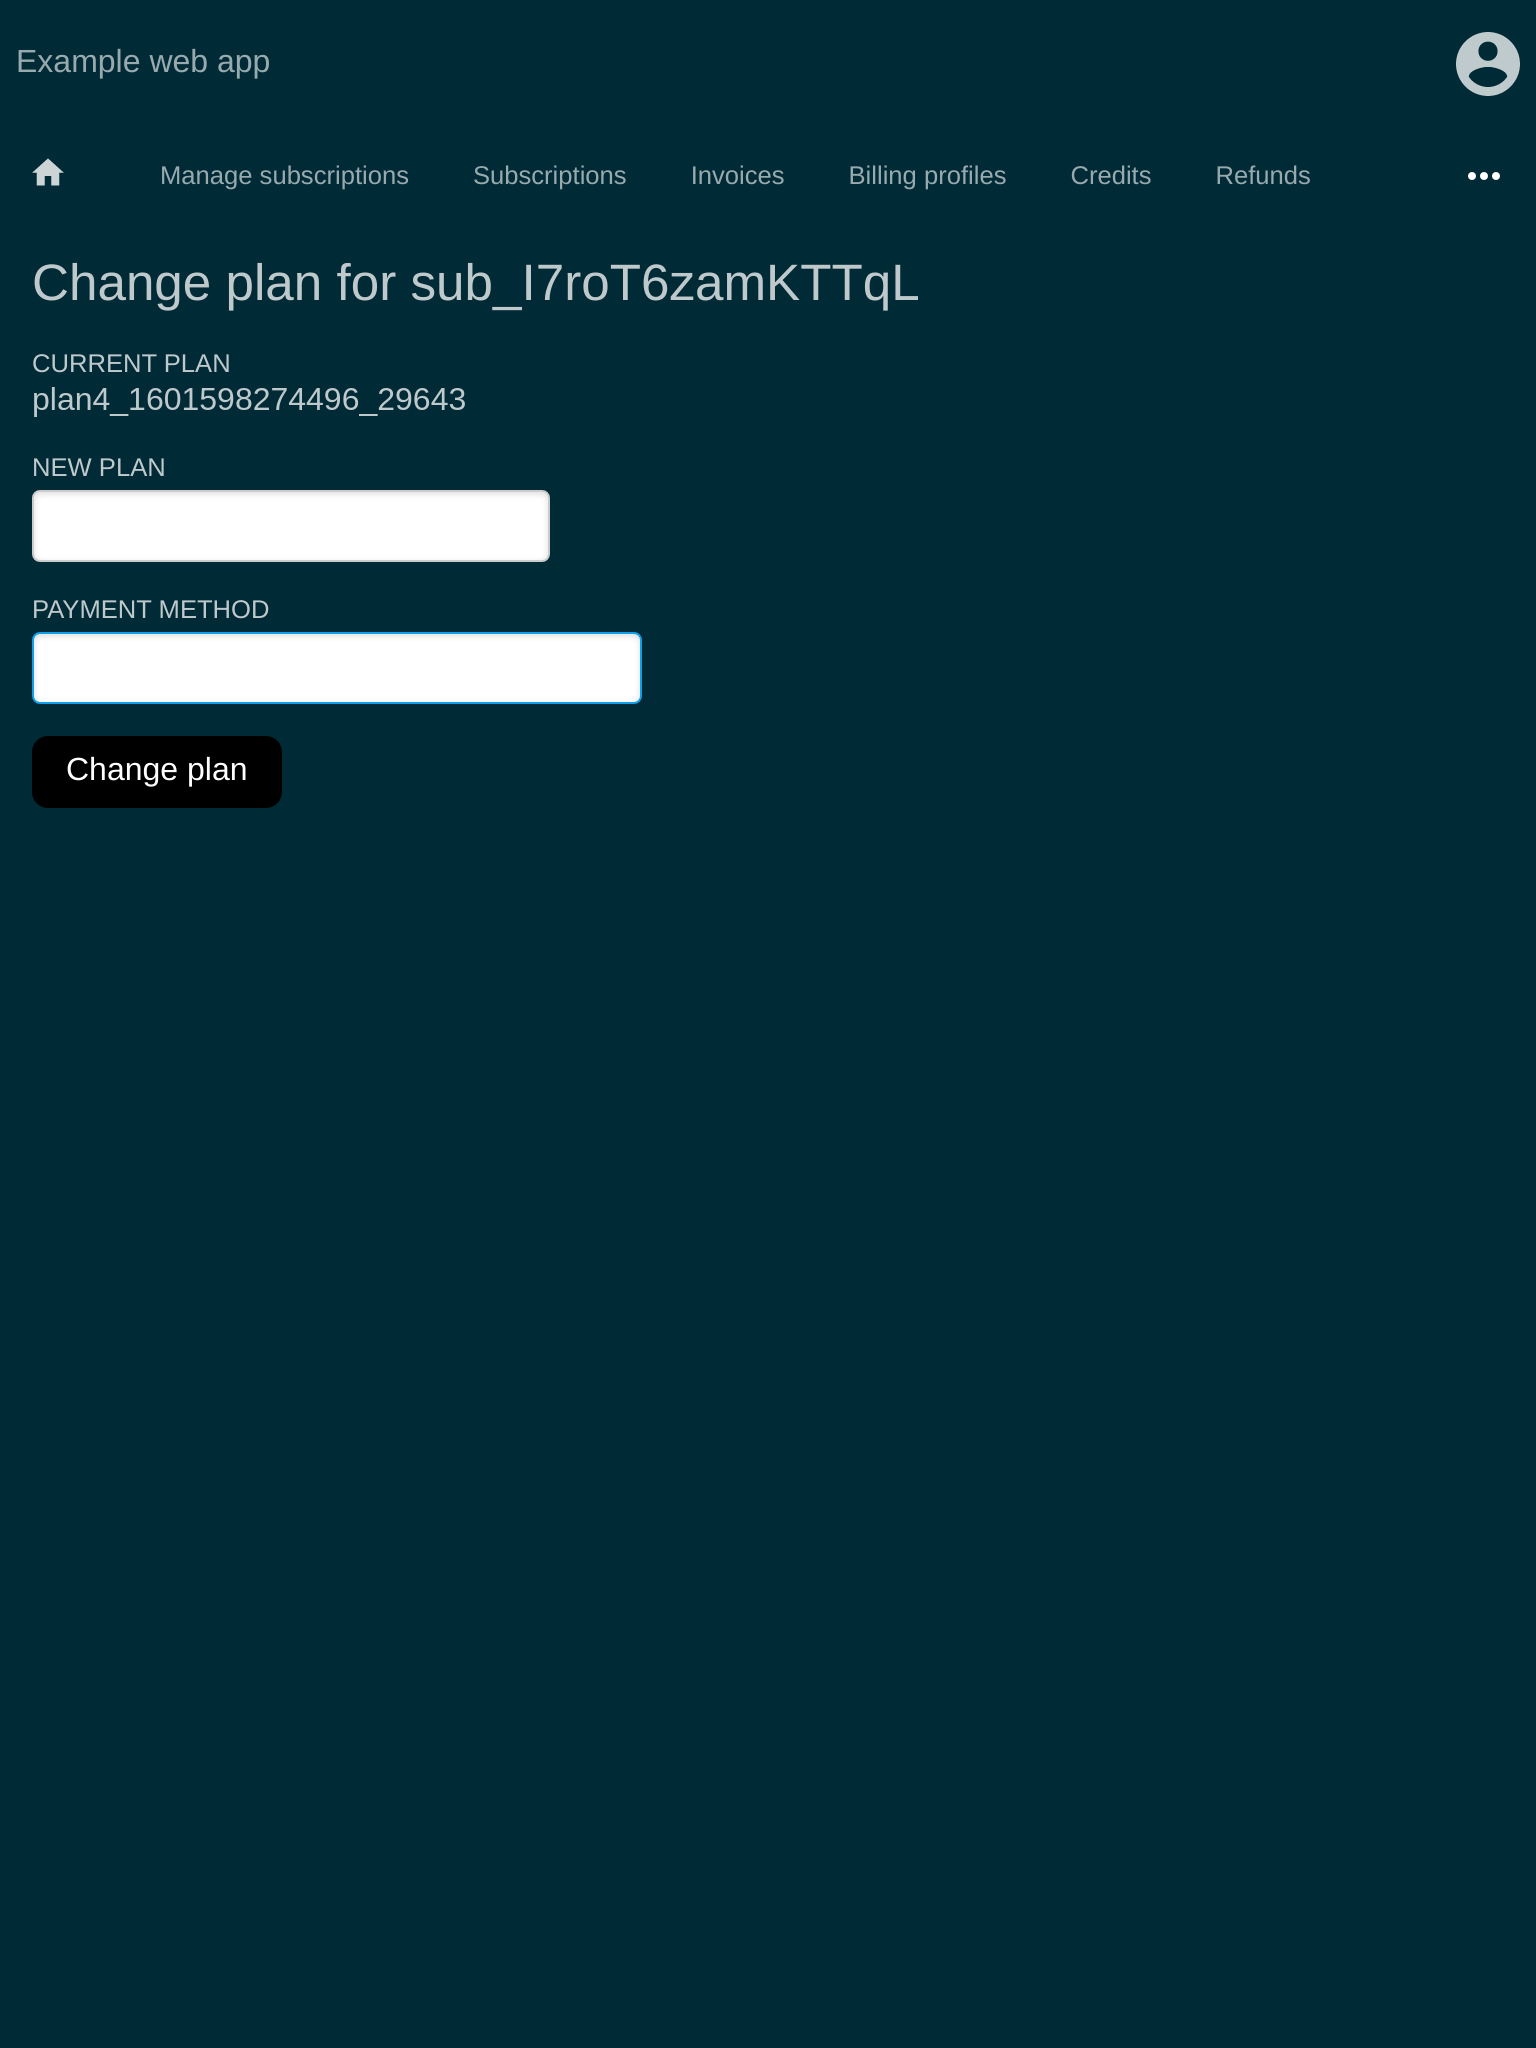 Example web app
Manage subscriptions Subscriptions Invoices Billing profiles Credits Refunds
Change plan for sub_I7roT6zamKTTqL
CURRENT PLAN
plan4_1601598274496_29643
NEW PLAN
PAYMENT METHOD
Change plan